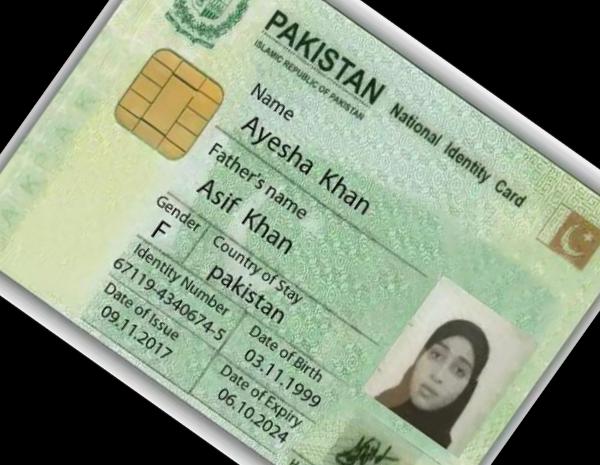 PAKISTAN National Identity Card
ISLAMIC REPUBLIC OF PAKISTAN
Name
Ayesha Khan
Father's name
Asif Khan
Gender Country of Stay
F pakistan
Identity Number Date of Birth
67119-4340674-5 03.11.1999
Date of Issue Date of Expiry
09.11.2017 06.10.2024